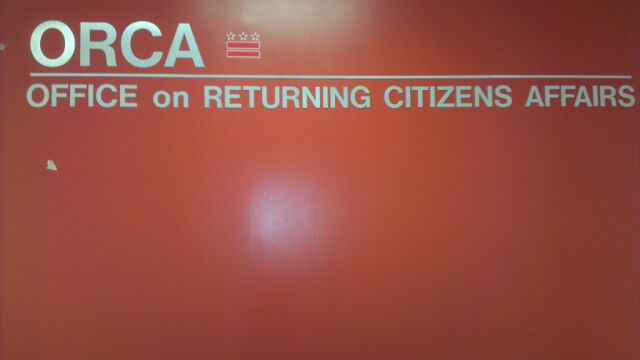 ORCA
OFFICE on RETURNING CITIZENS AFFAIRS